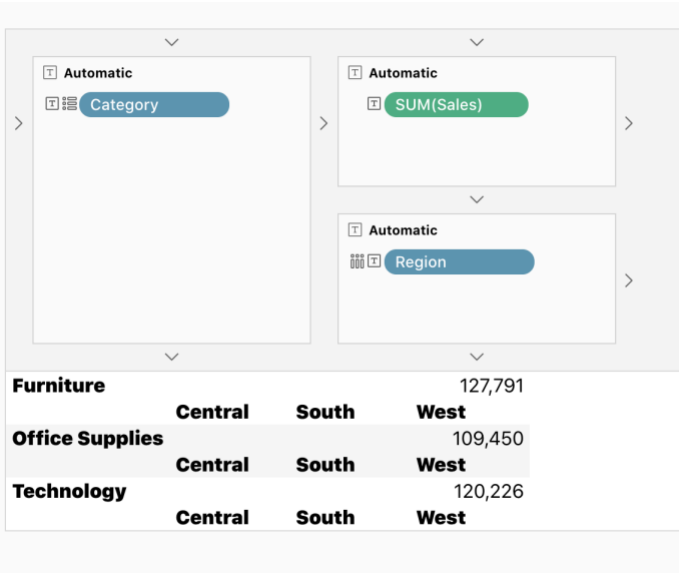 Automatic
Category
Automatic
SUM(Sales)
Automatic
Region
Furniture 127,791
Central South West
Office Supplies 109,450
Central South West
Technology 120,226
Central South West